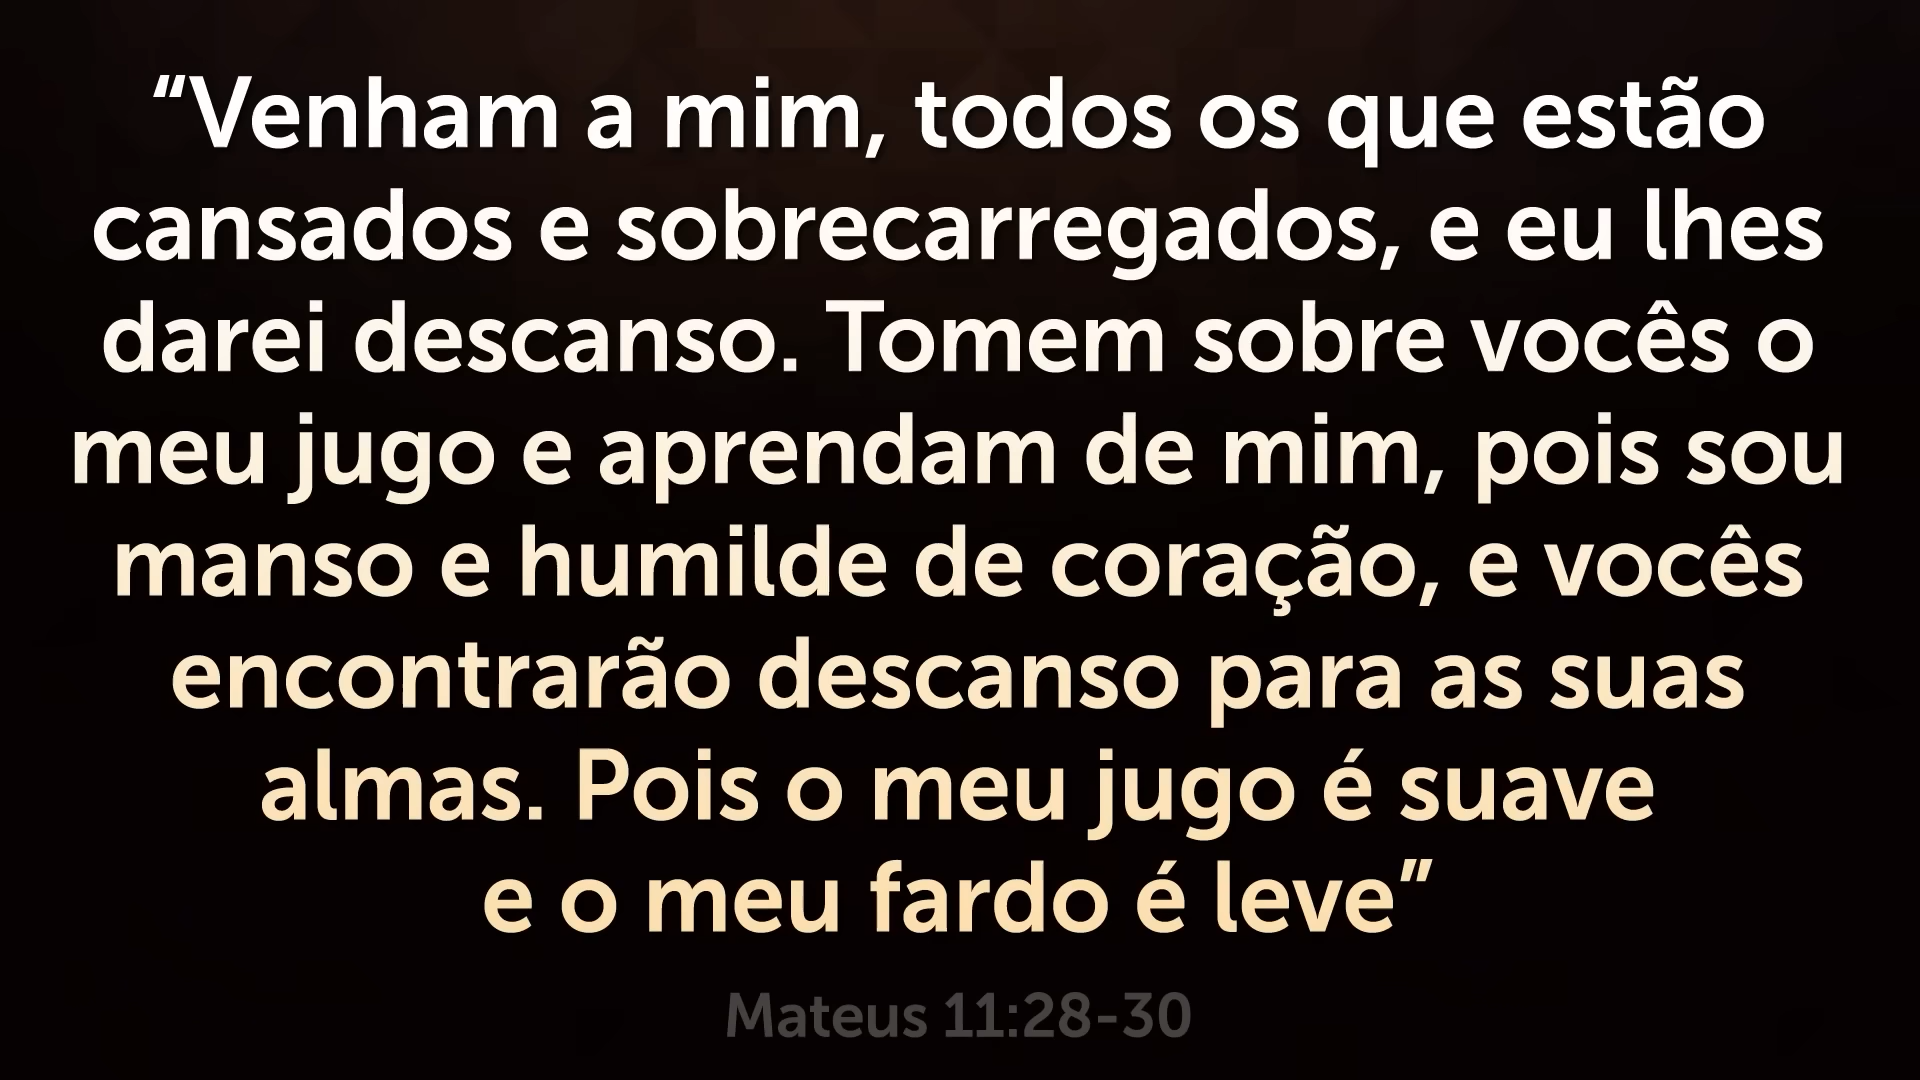 “Venham a mim, todos os que estão
cansados e sobrecarregados, e eu lhes
darei descanso. Tomem sobre vocês o
meu jugo e aprendam de mim, pois sou
manso e humilde de coração, e vocês
encontrarão descanso para as suas
almas. Pois o meu jugo é suave
e o meu fardo é leve”
Mateus 11:28-30